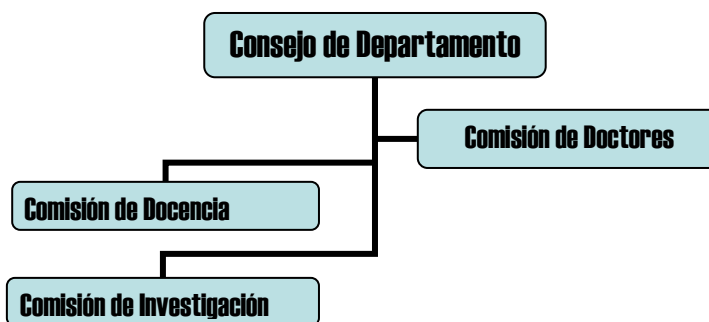 Consejo de Departamento
Comisión de Doctores
Comisión de Docencia
Comisión de Investigación